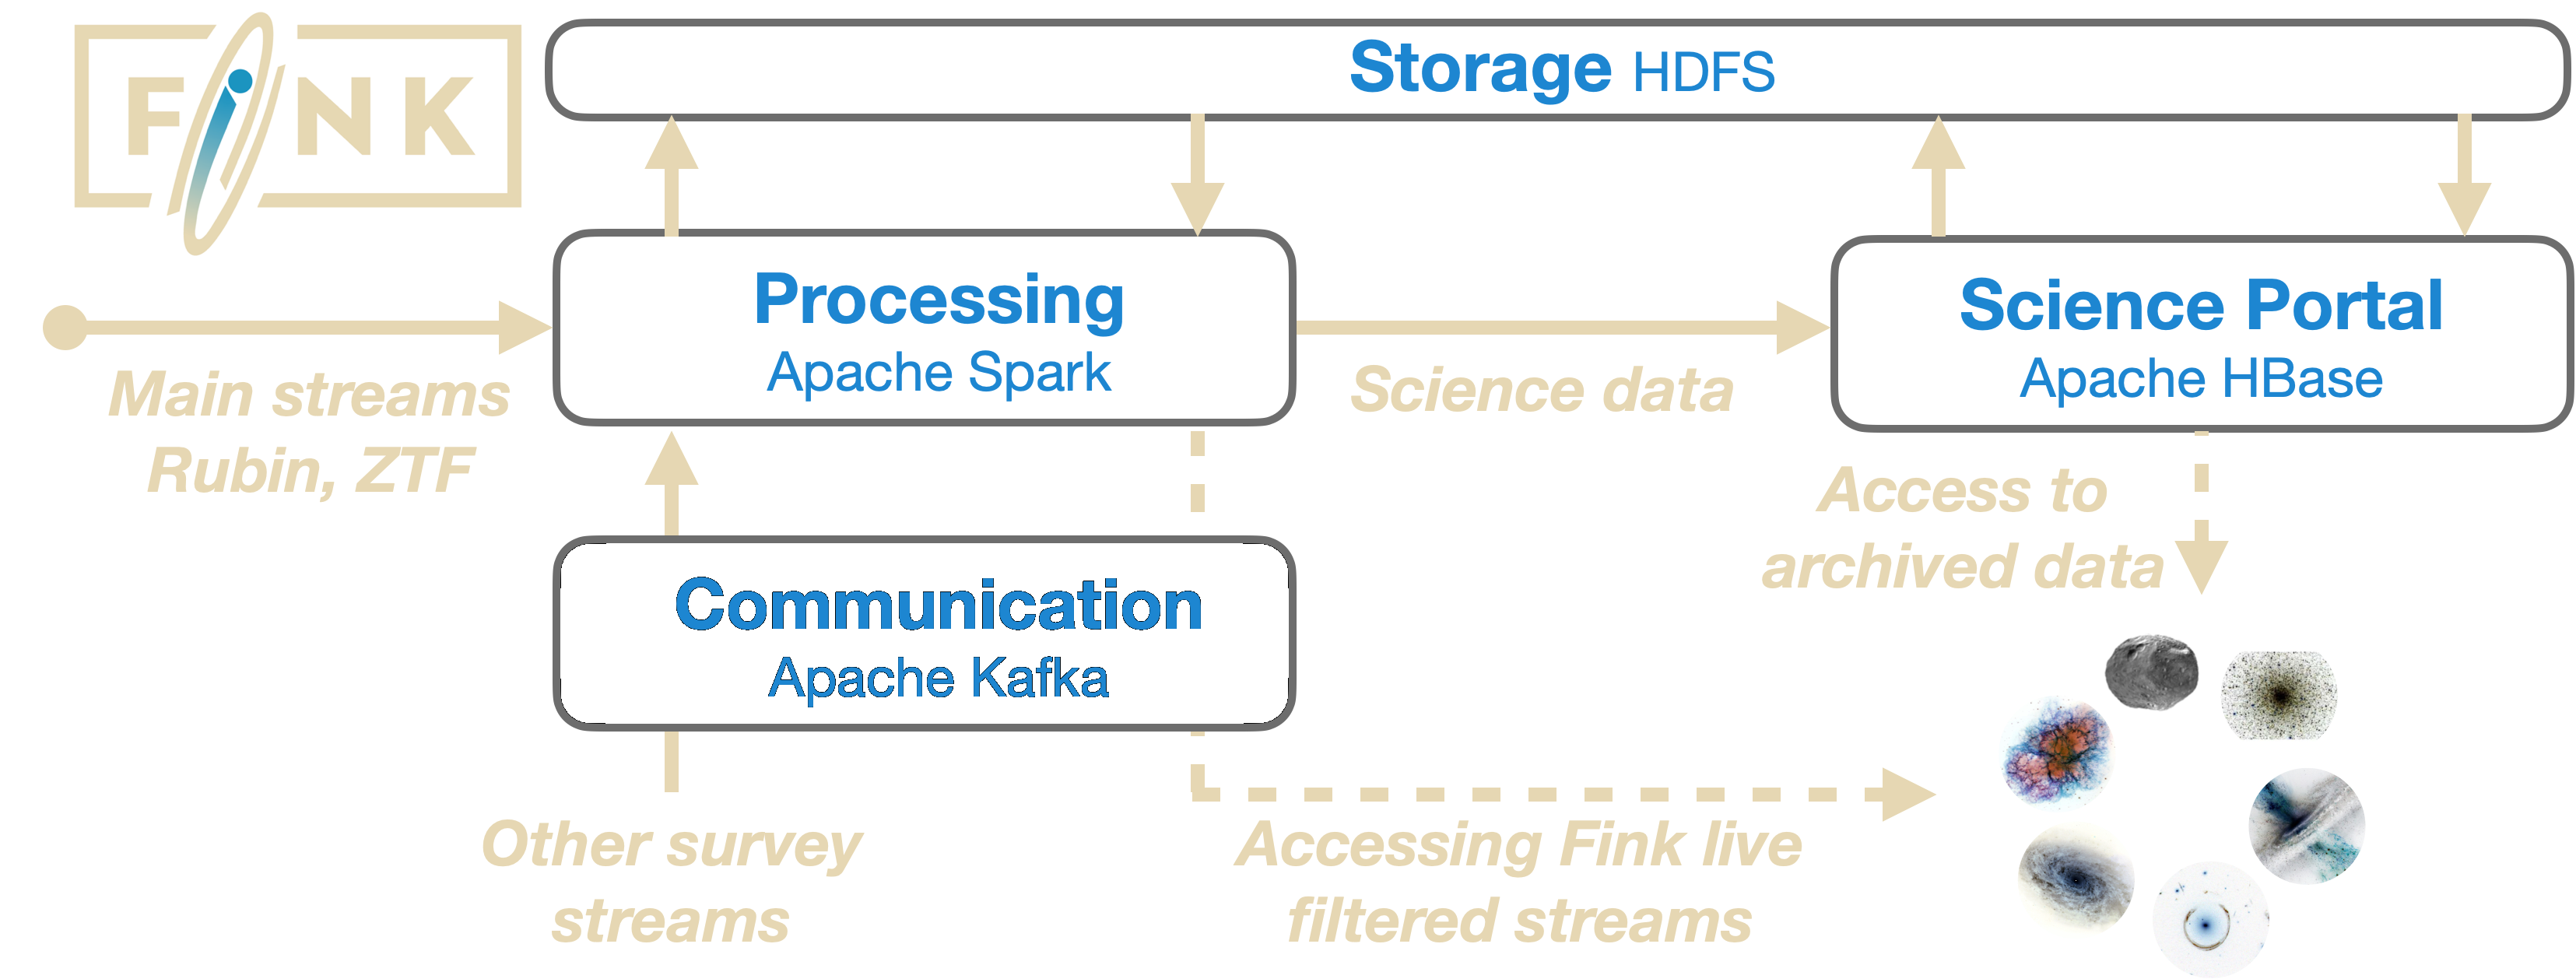 FiNK
Storage HDFS
Processing
Apache Spark
Science Portal
Apache HBase
Main streams
Rubin, ZTF
Science data
Access to
archived data
Communication
Apache Kafka
Other survey
streams
Accessing Fink live
filtered streams